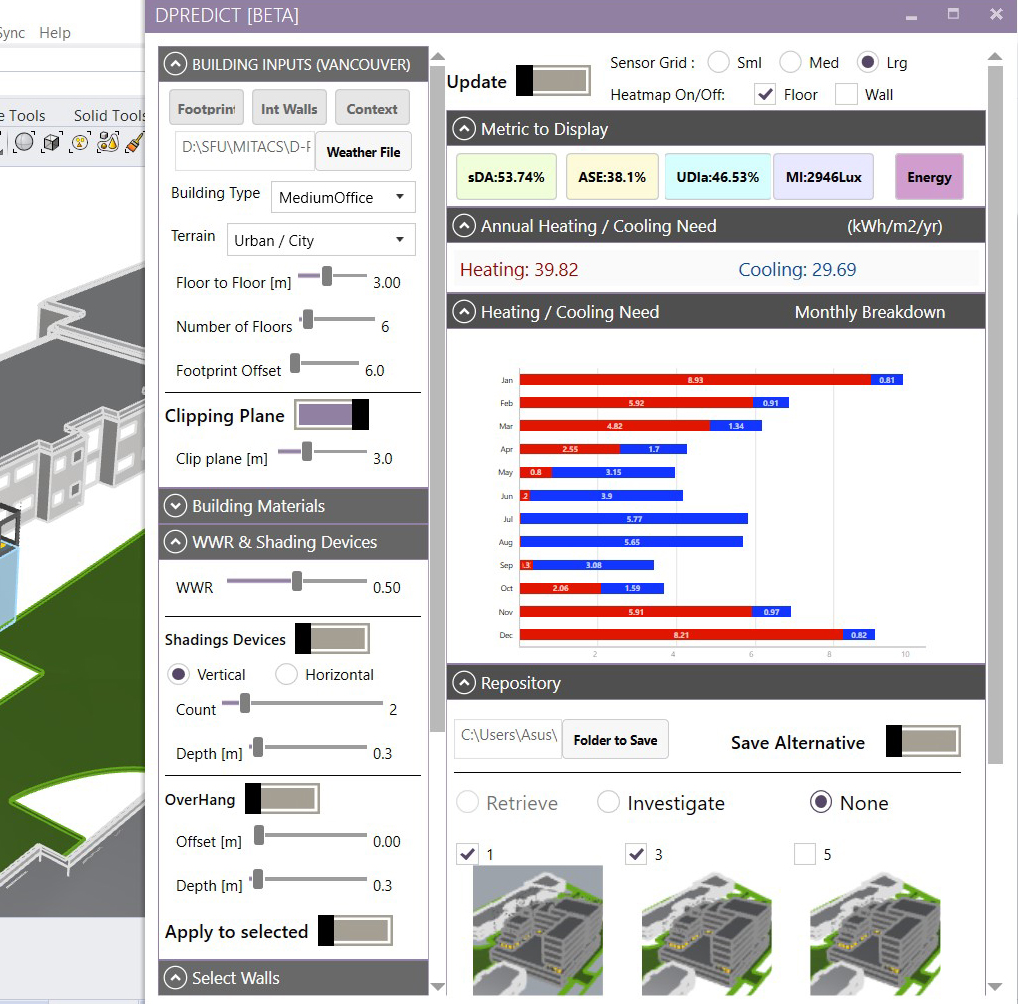 DPREDICT [BETA]
Sync Help
e Tools Solid Tools
BUILDING INPUTS (VANCOUVER)
Footprint Int Walls Context
D:\SFU\MITACS\D-P Weather File
Building Type MediumOffice
Terrain Urban / City
Floor to Floor [m] 3.00
Number of Floors 6
Footprint Offset 6.0
Clipping Plane
Clip plane [m] 3.0
Building Materials
WWR & Shading Devices
WWR 0.50
Shadings Devices
Vertical Horizontal
Count 2
Depth [m] 0.3
OverHang
Offset [m] 0.00
Depth [m] 0.3
Apply to selected
Select Walls
Update
Sensor Grid : Sml Med Lrg
Heatmap On/Off: Floor Wall
Metric to Display
sDA:53.74% ASE:38.1% UDIa:46.53% MI:2946Lux Energy
Annual Heating / Cooling Need (kWh/m2/yr)
Heating: 39.82 Cooling: 29.69
Heating / Cooling Need Monthly Breakdown
Jan 8.93 0.81
Feb 5.92 0.91
Mar 4.82 1.34
Apr 2.55 1.7
May 0.8 3.15
Jun .2 3.9
Jul 5.77
Aug 5.65
Sep .3 3.08
Oct 2.06 1.59
Nov 5.91 0.97
Dec 8.21 0.82
2 4 6 8 10
Repository
C:\Users\Asus\ Folder to Save Save Alternative
Retrieve Investigate None
1 3 5